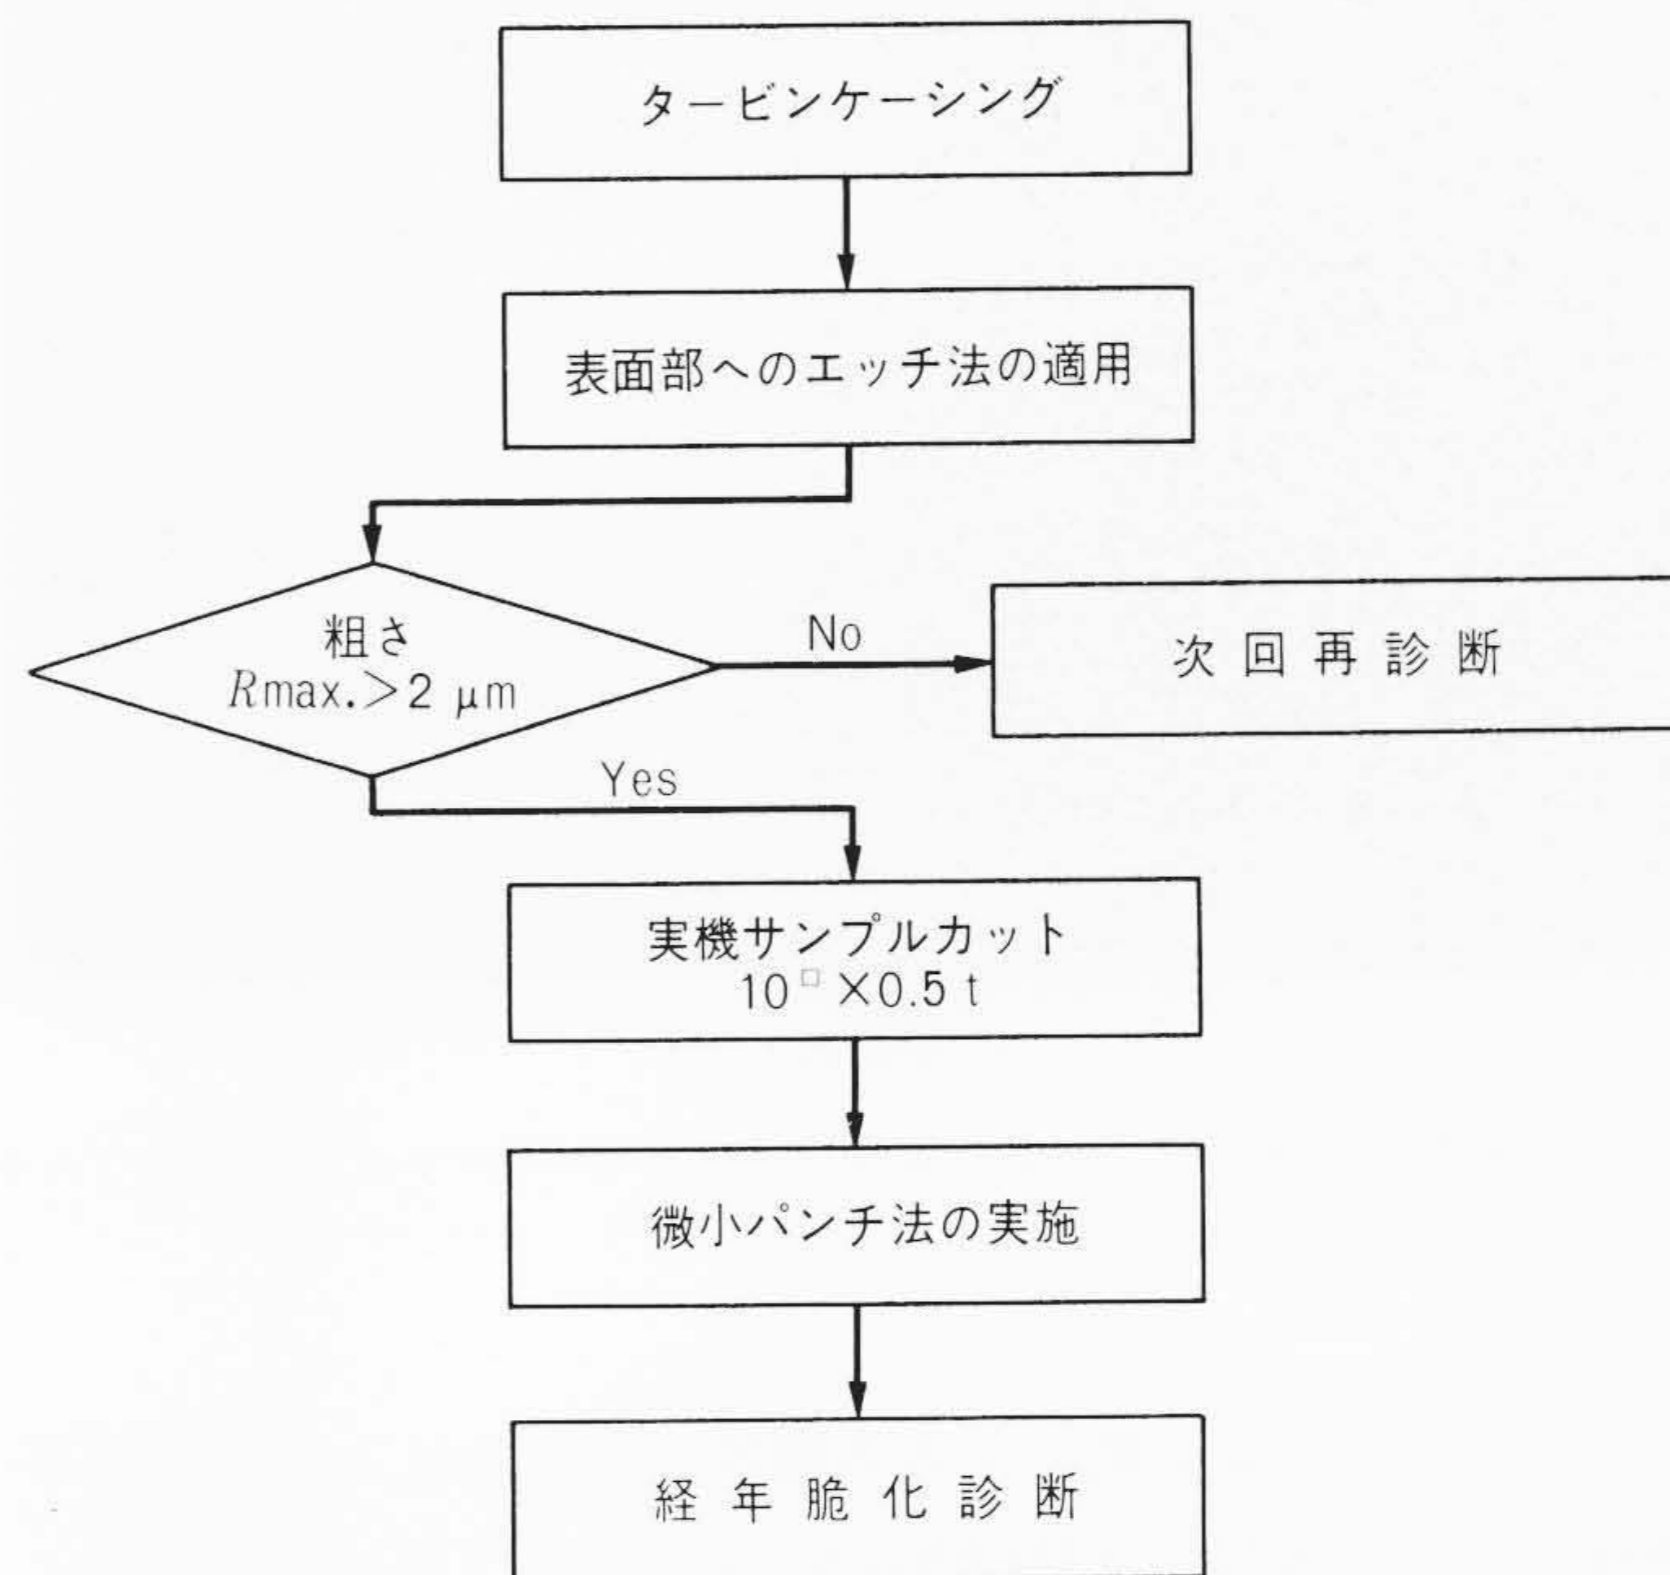 タービンケーシング
表面部へのエッチ法の適用
粗さ
Rmax.>2 μm
No
次回再診断
Yes
実機サンプルカット
10□×0.5 t
微小パンチ法の実施
経年脆化診断